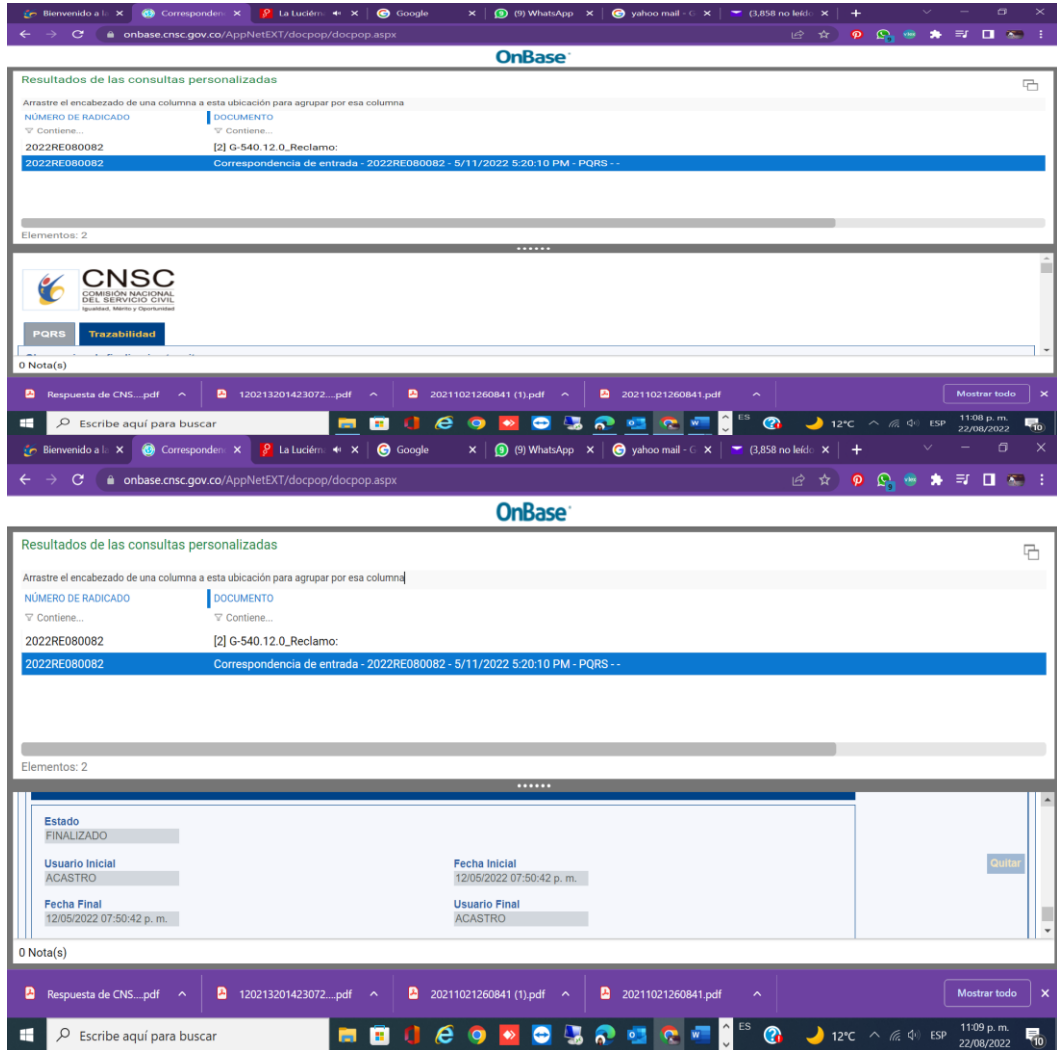 Bienvenido a la
Corresponden
La Luciérn
Google
(9) WhatsApp
yahoo mail - G
(3,858 no leído
onbase.cnsc.gov.co/AppNetEXT/docpop/docpop.aspx
OnBase
Resultados de las consultas personalizadas
Arrastre el encabezado de una columna a esta ubicación para agrupar por esa columna
NÚMERO DE RADICADO DOCUMENTO
Contiene... Contiene...
2022RE080082 [2] G-540.12.0_Reclamo:
2022RE080082 Correspondencia de entrada - 2022RE080082 - 5/11/2022 5:20:10 PM - PQRS - -
Elementos: 2
CNSC
COMISIÓN NACIONAL
DEL SERVICIO CIVIL
Igualdad, Mérito y Oportunidad
PQRS Trazabilidad
0 Nota(s)
Respuesta de CNS....pdf 120213201423072....pdf 20211021260841 (1).pdf 20211021260841.pdf Mostrar todo
Escribe aquí para buscar ES 12°C ESP 11:08 p. m.
22/08/2022
Bienvenido a la
Corresponden
La Luciérn
Google
(9) WhatsApp
yahoo mail - G
(3,858 no leído
onbase.cnsc.gov.co/AppNetEXT/docpop/docpop.aspx
OnBase
Resultados de las consultas personalizadas
Arrastre el encabezado de una columna a esta ubicación para agrupar por esa columna
NÚMERO DE RADICADO DOCUMENTO
Contiene... Contiene...
2022RE080082 [2] G-540.12.0_Reclamo:
2022RE080082 Correspondencia de entrada - 2022RE080082 - 5/11/2022 5:20:10 PM - PQRS - -
Elementos: 2
Estado
FINALIZADO
Usuario Inicial Fecha Inicial
ACASTRO 12/05/2022 07:50:42 p. m. Quitar
Fecha Final Usuario Final
12/05/2022 07:50:42 p. m. ACASTRO
0 Nota(s)
Respuesta de CNS....pdf 120213201423072....pdf 20211021260841 (1).pdf 20211021260841.pdf Mostrar todo
Escribe aquí para buscar ES 12°C ESP 11:09 p. m.
22/08/2022